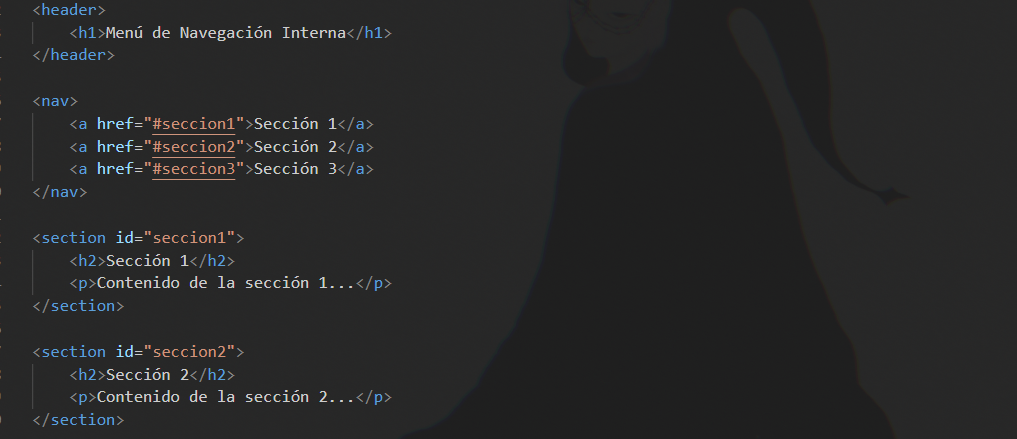 <header>
<h1>Menú de Navegación Interna</h1>
</header>
<nav>
<a href="#seccion1">Sección 1</a>
<a href="#seccion2">Sección 2</a>
<a href="#seccion3">Sección 3</a>
</nav>
<section id="seccion1">
<h2>Sección 1</h2>
<p>Contenido de la sección 1...</p>
</section>
<section id="seccion2">
<h2>Sección 2</h2>
<p>Contenido de la sección 2...</p>
</section>